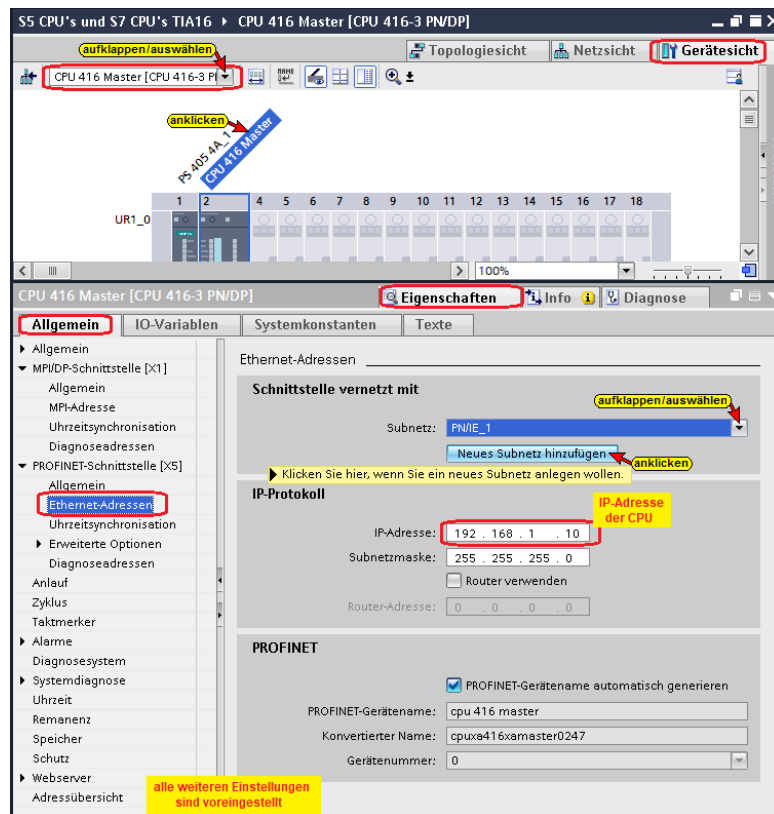 S5 CPU's und S7 CPU's TIA16 ▸ CPU 416 Master [CPU 416-3 PN/DP]
aufklappen/auswählen
Topologiesicht
Netzsicht
Gerätesicht
CPU 416 Master [CPU 416-3 P
anklicken
PS 405 4A_1
CPU 416 Master
1 2 4 5 6 7 8 9 10 11 12 13 14 15 16 17 18
UR1_0
100%
CPU 416 Master [CPU 416-3 PN/DP]
Eigenschaften
Info
Diagnose
Allgemein
IO-Variablen
Systemkonstanten
Texte
Allgemein
MPI/DP-Schnittstelle [X1]
Allgemein
MPI-Adresse
Uhrzeitsynchronisation
Diagnoseadressen
PROFINET-Schnittstelle [X5]
Allgemein
Ethernet-Adressen
Uhrzeitsynchronisation
Erweiterte Optionen
Diagnoseadressen
Anlauf
Zyklus
Taktmerker
Alarme
Diagnosesystem
Systemdiagnose
Uhrzeit
Remanenz
Speicher
Schutz
Webserver
Adressübersicht
alle weiteren Einstellungen
sind voreingestellt
Ethernet-Adressen
Schnittstelle vernetzt mit
aufklappen/auswählen
Subnetz: PN/IE_1
Neues Subnetz hinzufügen
anklicken
Klicken Sie hier, wenn Sie ein neues Subnetz anlegen wollen.
IP-Protokoll
IP-Adresse
der CPU
IP-Adresse: 192 . 168 . 1 . 10
Subnetzmaske: 255 . 255 . 255 . 0
Router verwenden
Router-Adresse: 0 . 0 . 0 . 0
PROFINET
PROFINET-Gerätename automatisch generieren
PROFINET-Gerätename: cpu 416 master
Konvertierter Name: cpuxa416xamaster0247
Gerätenummer: 0